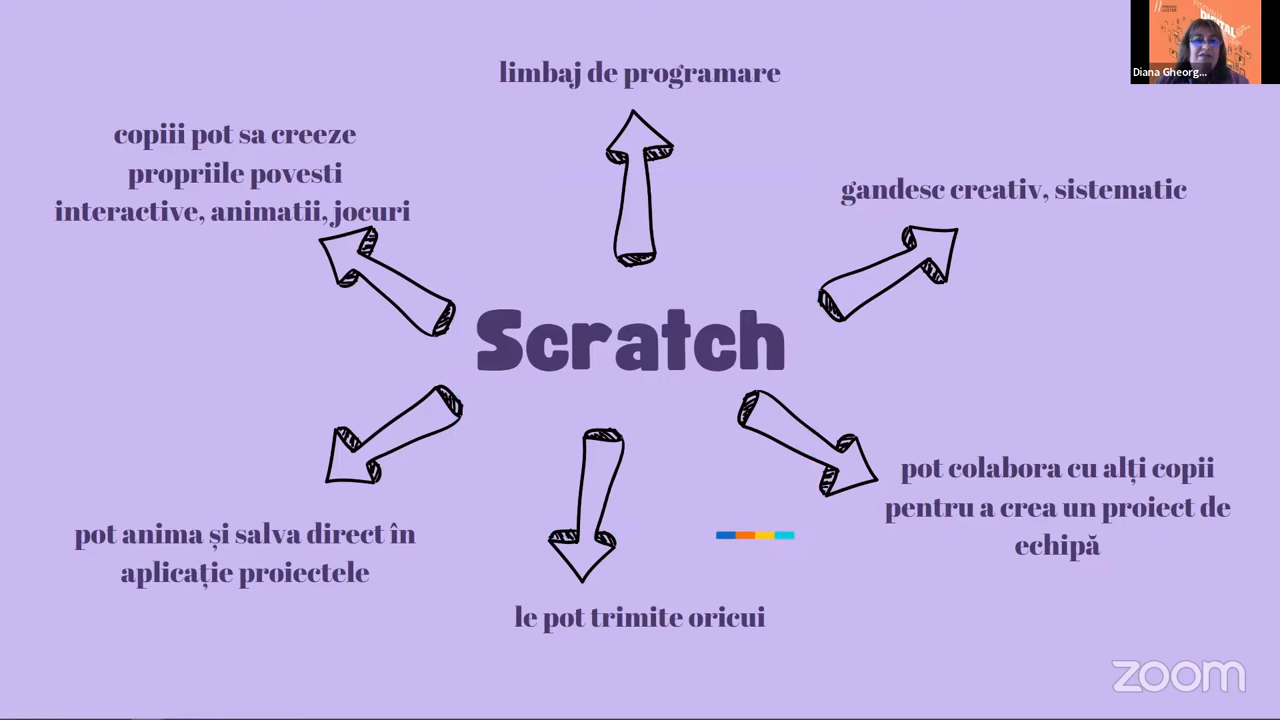 limbaj de programare
copiii pot sa creeze
propriile povesti
interactive, animatii, jocuri
gandesc creativ, sistematic
Scratch
pot colabora cu alți copii
pentru a crea un proiect de
echipă
pot anima și salva direct în
aplicație proiectele
le pot trimite oricui
DIGITAL
Diana Gheorg...
zoom